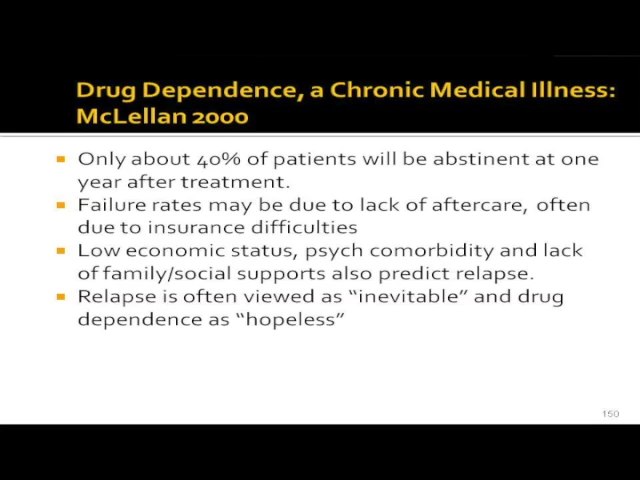 Drug Dependence, a Chronic Medical Illness:
McLellan 2000
Only about 40% of patients will be abstinent at one
year after treatment.
Failure rates may be due to lack of aftercare, often
due to insurance difficulties
Low economic status, psych comorbidity and lack
of family/social supports also predict relapse.
Relapse is often viewed as “inevitable” and drug
dependence as “hopeless”
150